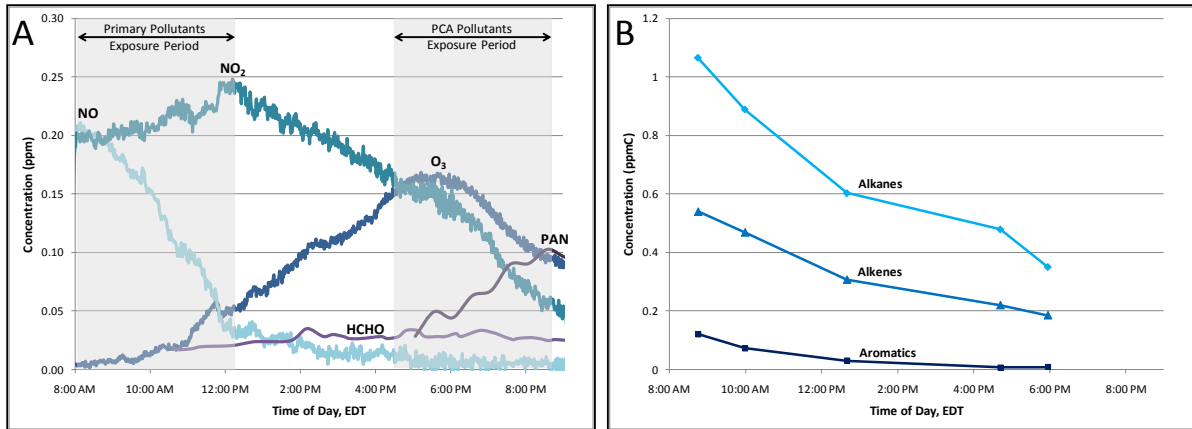 A
Primary Pollutants
Exposure Period
PCA Pollutants
Exposure Period
NO
NO2
O3
PAN
HCHO
Concentration (ppm)
0.30
0.25
0.20
0.15
0.10
0.05
0.00
8:00 AM 10:00 AM 12:00 PM 2:00 PM 4:00 PM 6:00 PM 8:00 PM
Time of Day, EDT
B
Concentration (ppmC)
1.2
1
0.8
0.6
0.4
0.2
0
Alkanes
Alkenes
Aromatics
8:00 AM 10:00 AM 12:00 PM 2:00 PM 4:00 PM 6:00 PM 8:00 PM
Time of Day, EDT